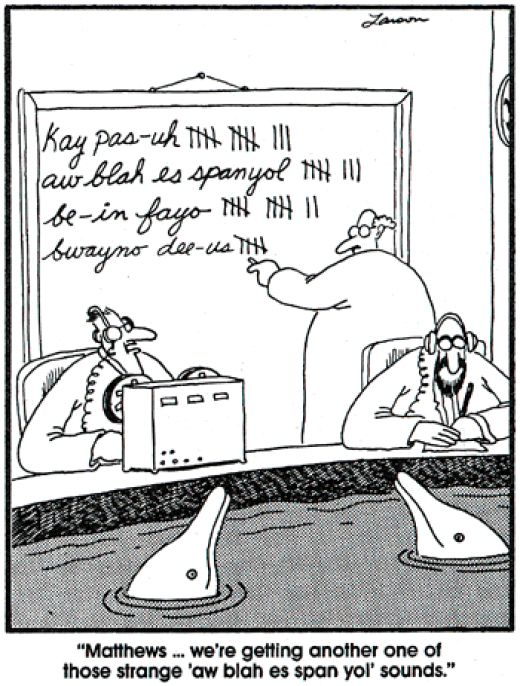 Larson
Kay pas-uh
aw blah es spanyol
be-in fayo
bwayno dee-us
"Matthews ... we're getting another one of
those strange 'aw blah es span yol' sounds."